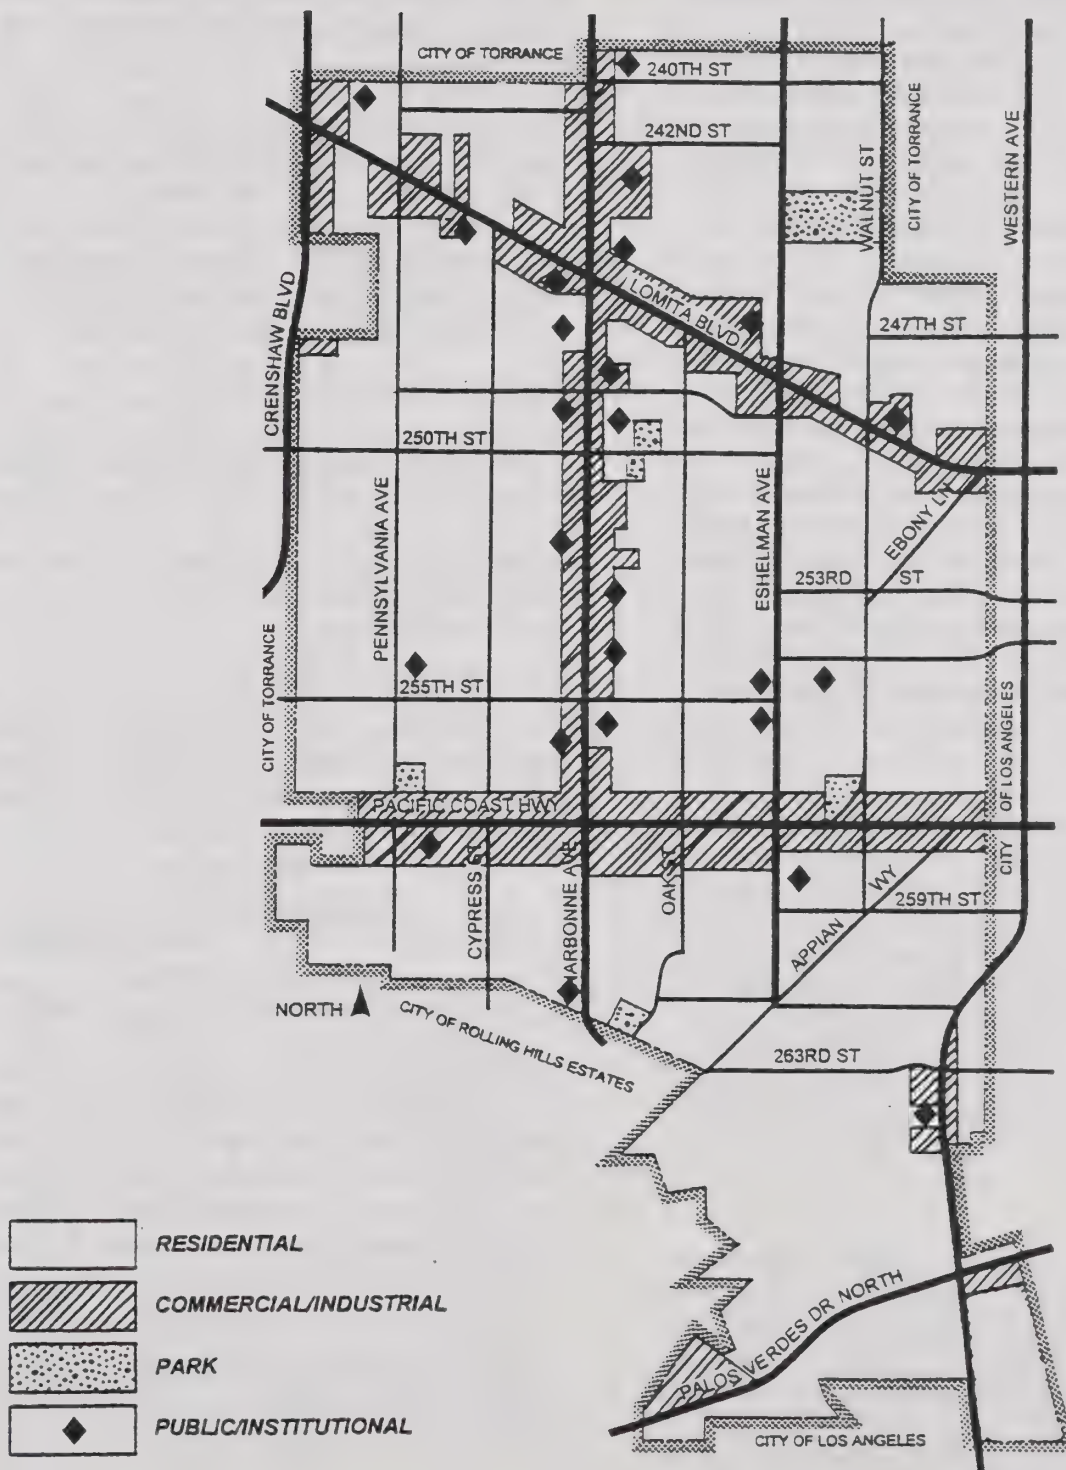 CITY OF TORRANCE
240TH ST
242ND ST
WALNUT ST
CITY OF TORRANCE
WESTERN AVE
CRENSHAW BLVD
LOMITA BLVD
247TH ST
250TH ST
PENNSYLVANIA AVE
ESHELMAN AVE
EBONY LN
253RD ST
CITY OF TORRANCE
255TH ST
CITY OF LOS ANGELES
PACIFIC COAST HWY
CYPRESS ST
NARBONNE AVE
OAK ST
APPIAN WY
259TH ST
NORTH
CITY OF ROLLING HILLS ESTATES
263RD ST
RESIDENTIAL
COMMERCIAL/INDUSTRIAL
PARK
PUBLIC/INSTITUTIONAL
PALOS VERDES DR NORTH
CITY OF LOS ANGELES